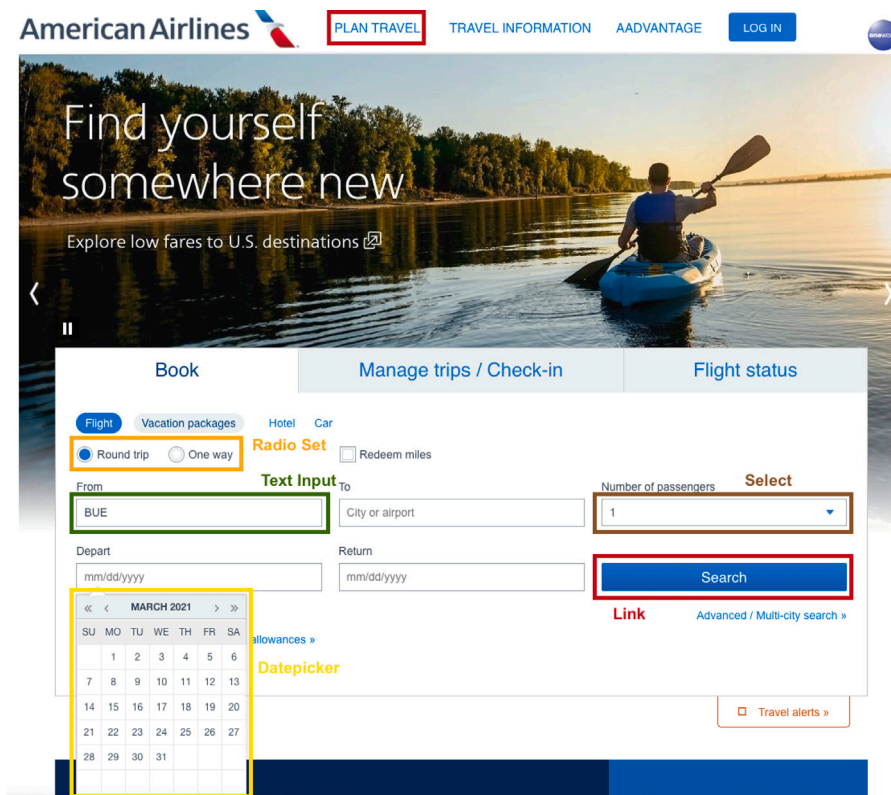 American Airlines PLAN TRAVEL TRAVEL INFORMATION AADVANTAGE LOG IN
Find yourself
somewhere new
Explore low fares to U.S. destinations
Book Manage trips / Check-in Flight status
Flight Vacation packages Hotel Car
Round trip One way Radio Set Redeem miles
From Text Input To Number of passengers Select
BUE City or airport 1
Depart Return
mm/dd/yyyy mm/dd/yyyy Search
« ‹ MARCH 2021 › » Link Advanced / Multi-city search »
SU MO TU WE TH FR SA allowances »
1 2 3 4 5 6 Datepicker
7 8 9 10 11 12 13
14 15 16 17 18 19 20 Travel alerts »
21 22 23 24 25 26 27
28 29 30 31